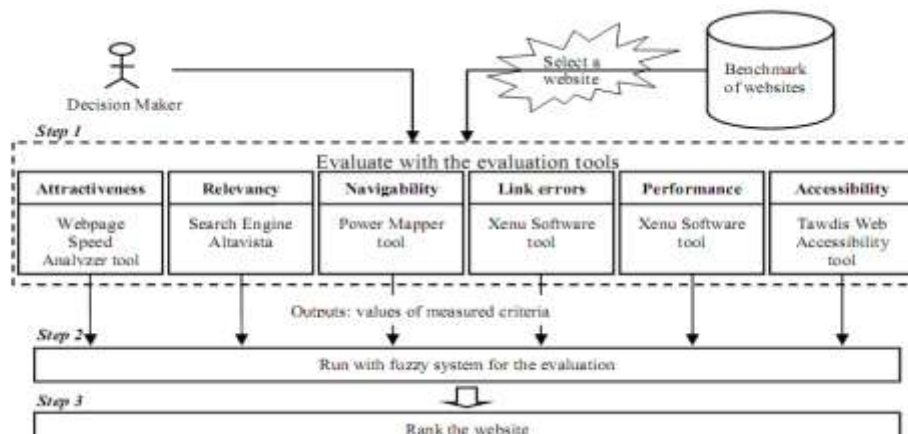 Select a
website
Benchmark
of websites
Decision Maker
Step 1
Evaluate with the evaluation tools
Attractiveness
Webpage
Speed
Analyzer tool
Relevancy
Search Engine
Altavista
Navigability
Power Mapper
tool
Link errors
Xenu Software
tool
Performance
Xenu Software
tool
Accessibility
Tawdis Web
Accessibility
tool
Outputs: values of measured criteria
Step 2
Run with fuzzy system for the evaluation
Step 3
Rank the website